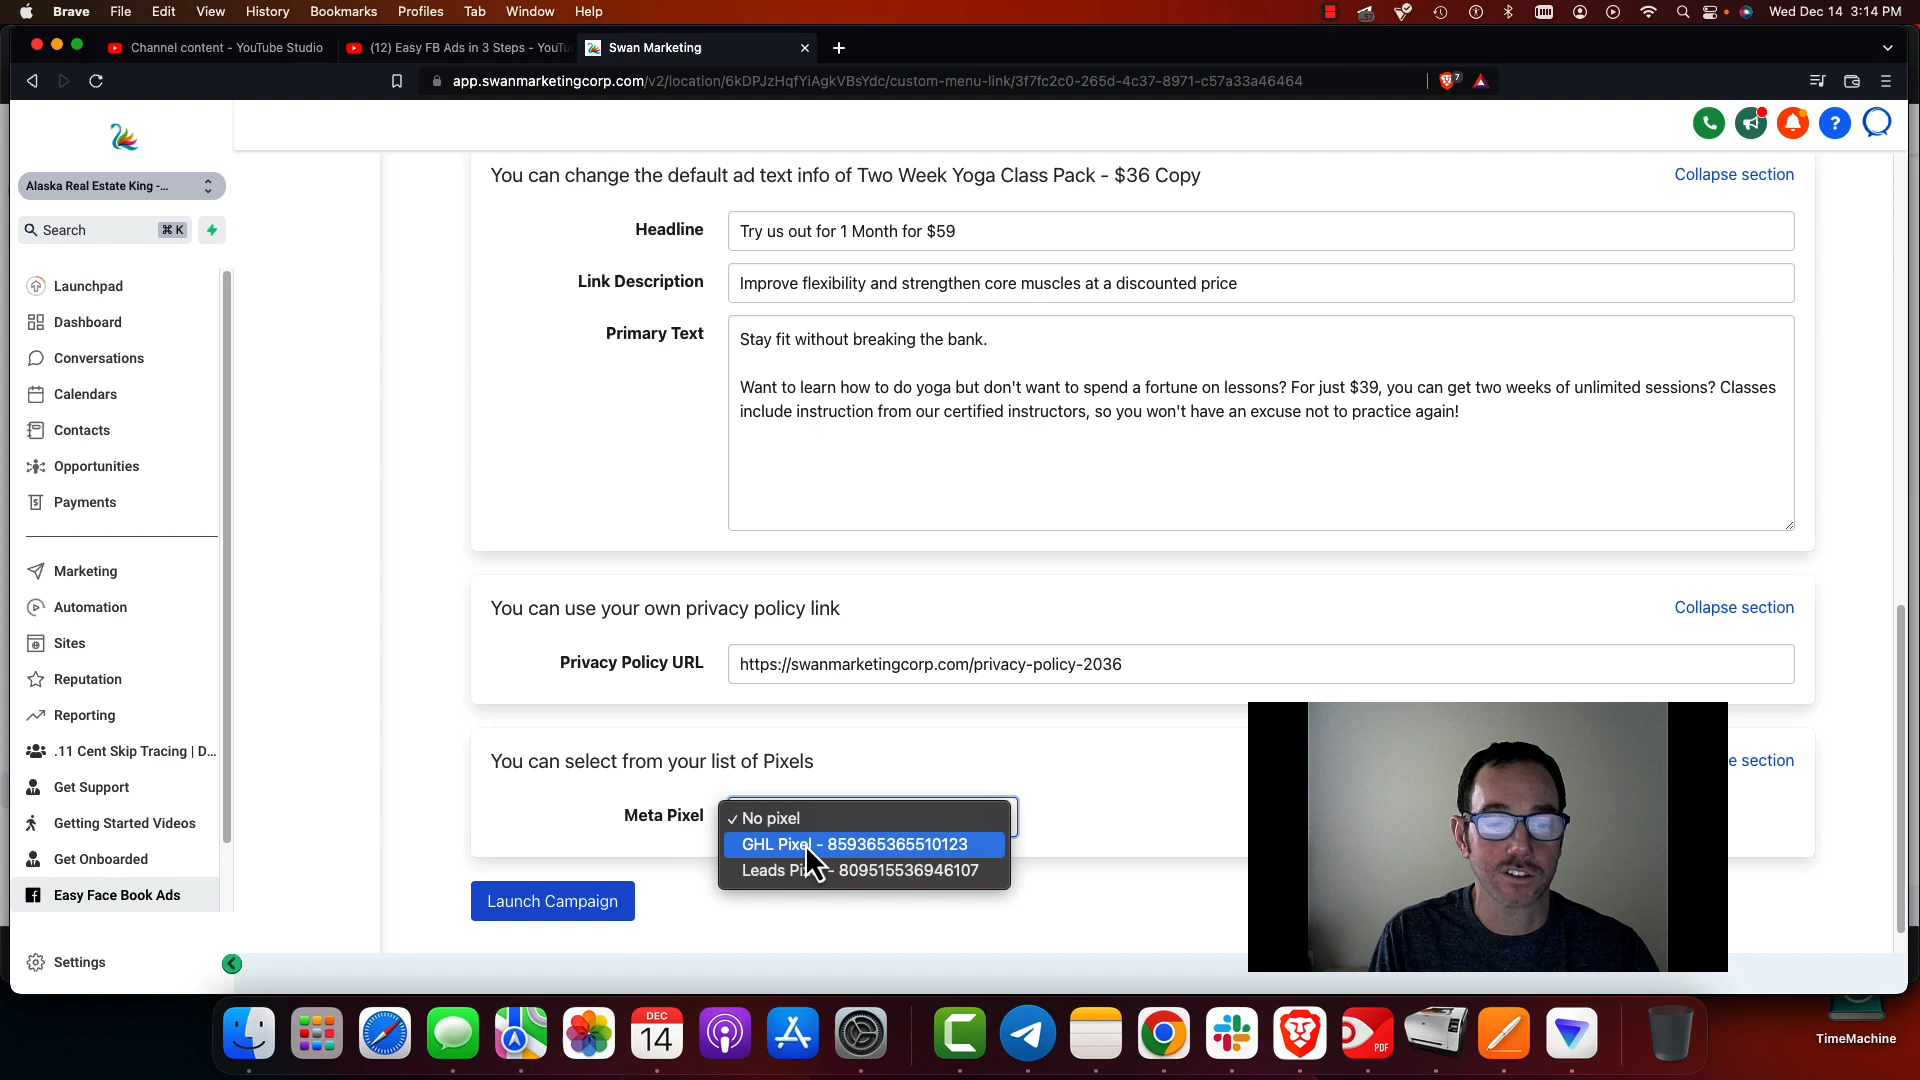 Brave File Edit View History Bookmarks Profiles Tab Window Help
Wed Dec 14 3:14 PM
Channel content - YouTube Studio
(12) Easy FB Ads in 3 Steps - YouTu
Swan Marketing
app.swanmarketingcorp.com/v2/location/6kDPJzHqfYiAgkVBsYdc/custom-menu-link/3f7fc2c0-265d-4c37-8971-c57a33a46464
7
Alaska Real Estate King -...
Search ⌘ K
Launchpad
Dashboard
Conversations
Calendars
Contacts
Opportunities
Payments
Marketing
Automation
Sites
Reputation
Reporting
.11 Cent Skip Tracing | D...
Get Support
Getting Started Videos
Get Onboarded
Easy Face Book Ads
Settings
You can change the default ad text info of Two Week Yoga Class Pack - $36 Copy
Collapse section
Headline
Try us out for 1 Month for $59
Link Description
Improve flexibility and strengthen core muscles at a discounted price
Primary Text
Stay fit without breaking the bank.
Want to learn how to do yoga but don't want to spend a fortune on lessons? For just $39, you can get two weeks of unlimited sessions? Classes
include instruction from our certified instructors, so you won't have an excuse not to practice again!
You can use your own privacy policy link
Collapse section
Privacy Policy URL
https://swanmarketingcorp.com/privacy-policy-2036
You can select from your list of Pixels
e section
Meta Pixel
✓ No pixel
GHL Pixel - 859365365510123
Leads Pi - 809515536946107
Launch Campaign
DEC
14
PDF
TimeMachine